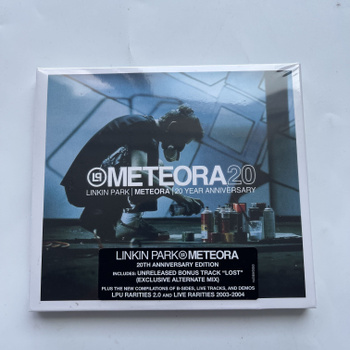 METEORA20
LINKIN PARK | METEORA | 20 YEAR ANNIVERSARY
LINKIN PARK METEORA
20TH ANNIVERSARY EDITION
INCLUDES: UNRELEASED BONUS TRACK "LOST"
(EXCLUSIVE ALTERNATE MIX)
PLUS THE NEW COMPILATIONS OF B-SIDES, LIVE TRACKS, AND DEMOS
LPU RARITIES 2.0 AND LIVE RARITIES 2003-2004